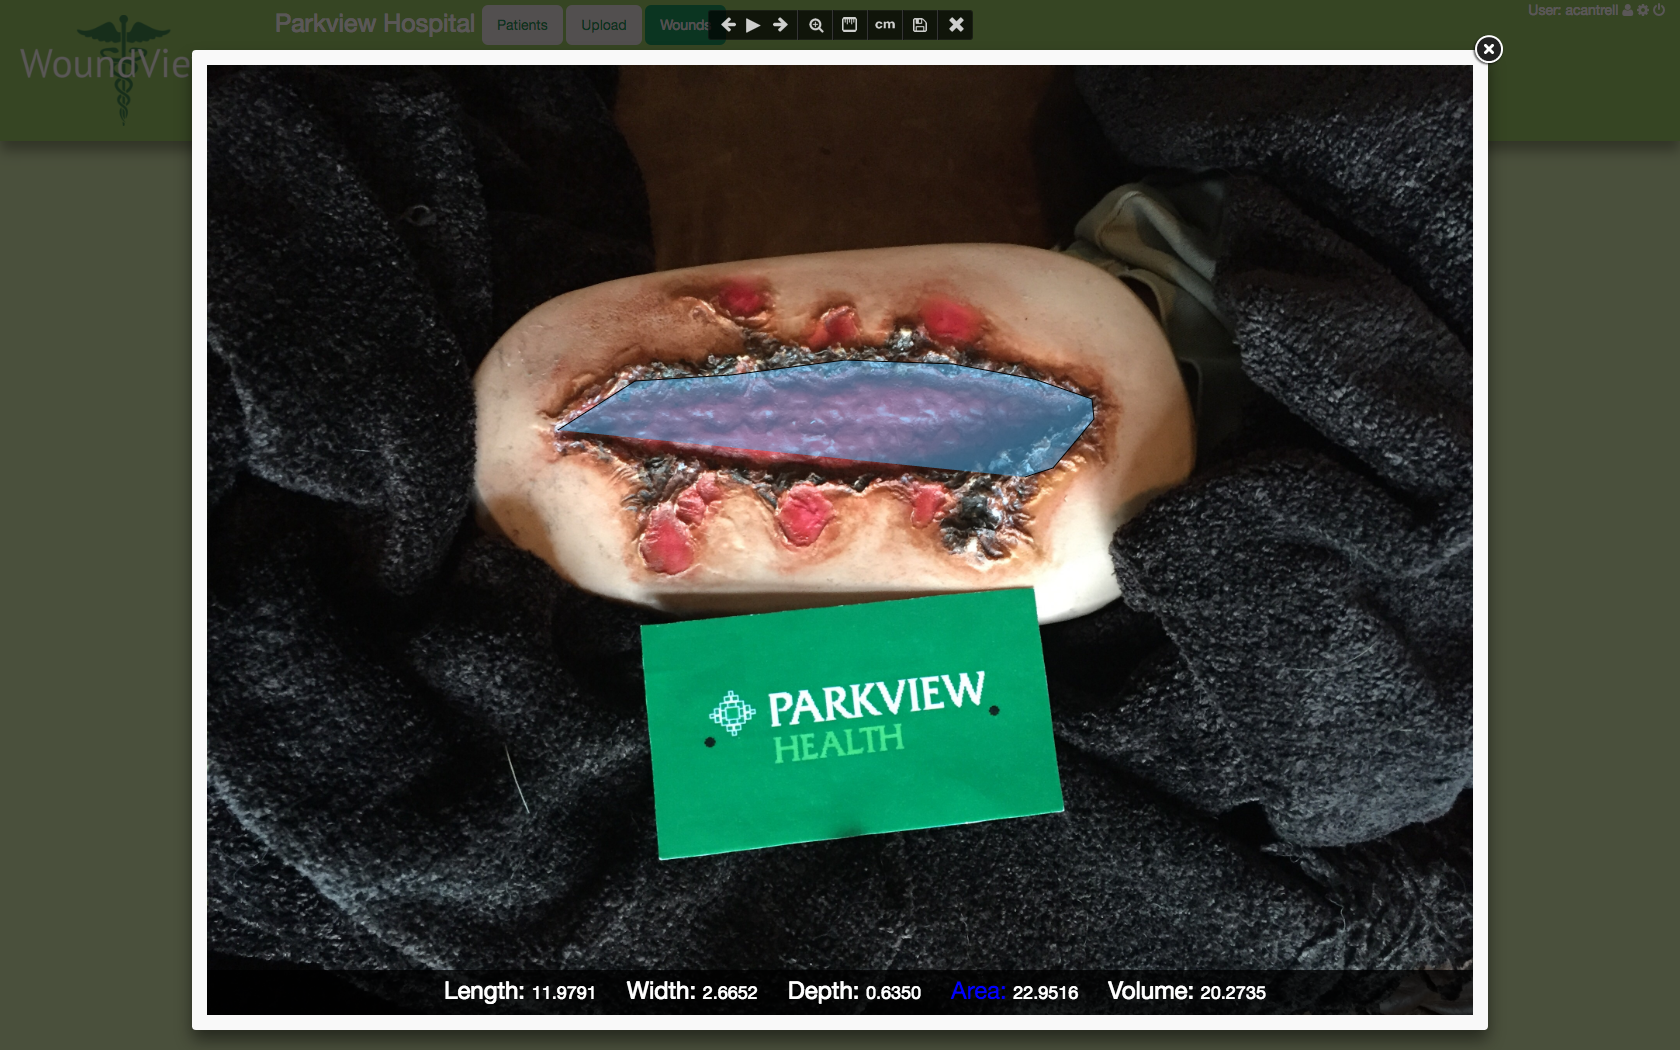 Parkview Hospital
Patients
Upload
Wounds
cm
User: acantrell
WoundVie
PARKVIEW
HEALTH
Length: 11.9791 Width: 2.6652 Depth: 0.6350 Area: 22.9516 Volume: 20.2735